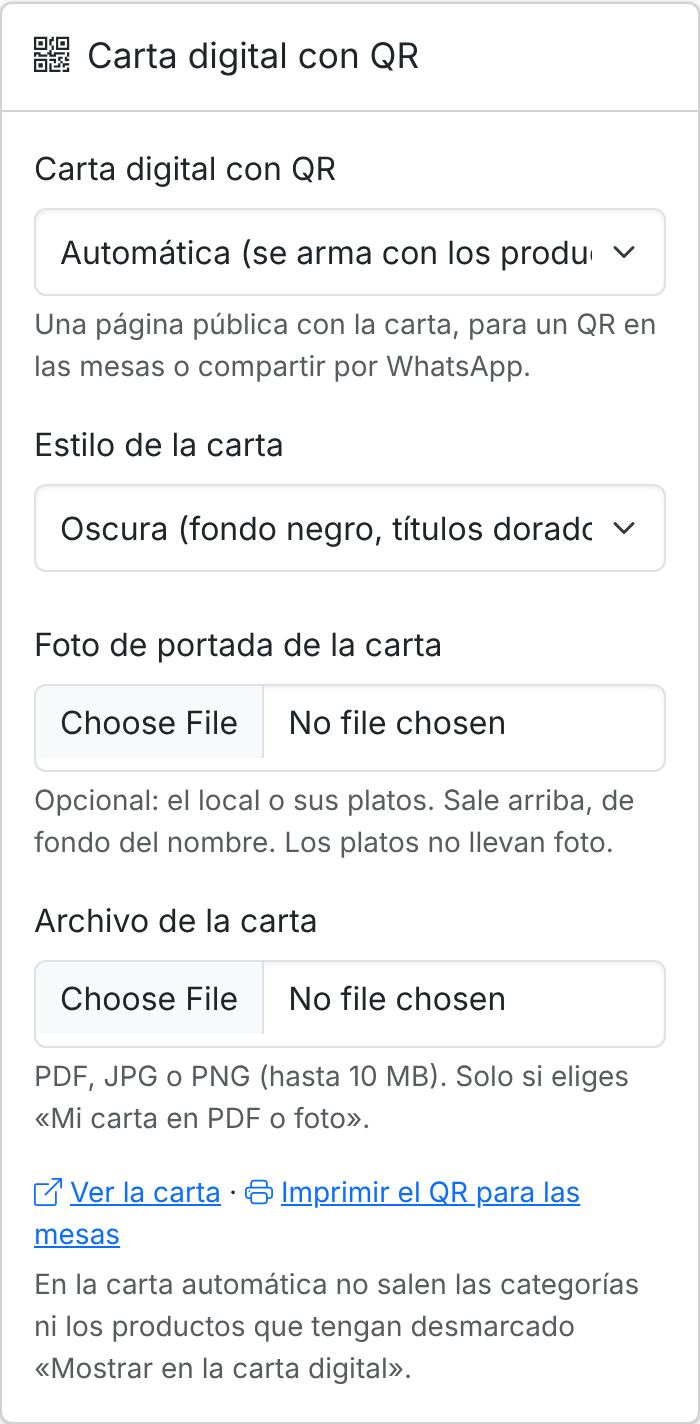 Carta digital con QR
Carta digital con QR
Automática (se arma con los
Una página pública con la carta, para un QR en
las mesas o compartir por WhatsApp.
Estilo de la carta
Oscura (fondo negro, títulos
Foto de portada de la carta
Choose File No file chosen
Opcional: el local o sus platos. Sale arriba, de
fondo del nombre. Los platos no llevan foto.
Archivo de la carta
Choose File No file chosen
PDF, JPG o PNG (hasta 10 MB). Solo si eliges
«Mi carta en PDF o foto».
Ver la carta · Imprimir el QR para las
mesas
En la carta automática no salen las categorías
ni los productos que tengan desmarcado
«Mostrar en la carta digital».